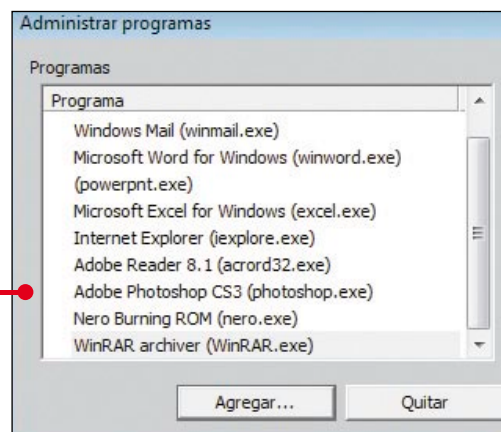 Administrar programas
Programas
Programa
Windows Mail (winmail.exe)
Microsoft Word for Windows (winword.exe)
(powerpnt.exe)
Microsoft Excel for Windows (excel.exe)
Internet Explorer (iexplore.exe)
Adobe Reader 8.1 (acrord32.exe)
Adobe Photoshop CS3 (photoshop.exe)
Nero Burning ROM (nero.exe)
WinRAR archiver (WinRAR.exe)
Agregar... Quitar